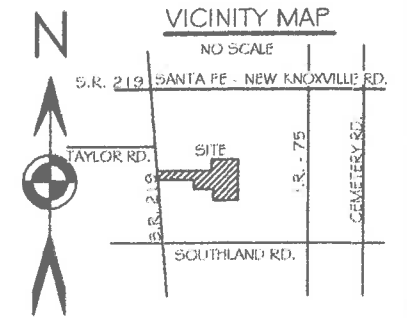 N
VICINITY MAP
NO SCALE
S.R. 219
SANTA FE - NEW KNOXVILLE RD.
TAYLOR RD.
SITE
S.R. 219
I.R. - 75
CEMETERY RD.
SOUTHLAND RD.